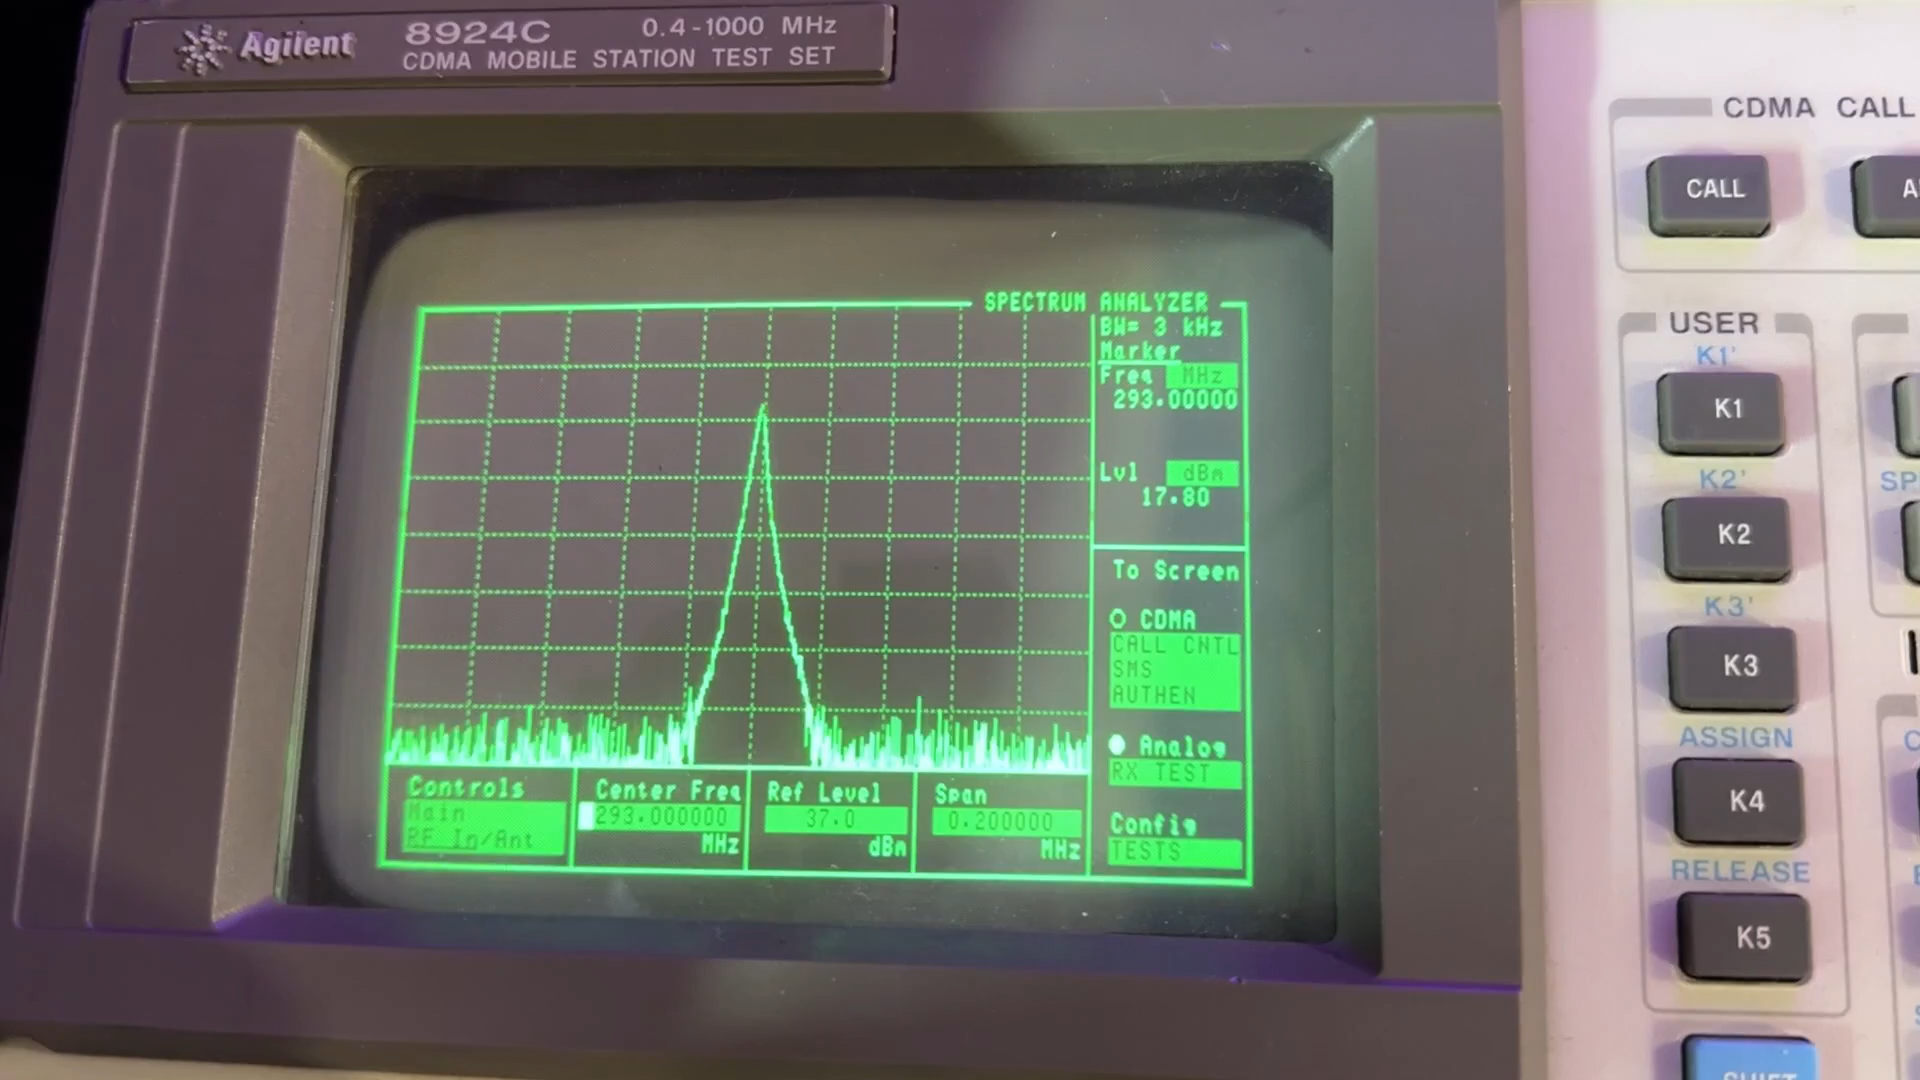 Agilent 8924C 0.4-1000 MHz
CDMA MOBILE STATION TEST SET
SPECTRUM ANALYZER
BW= 3 kHz
Marker
Freq MHz
293.00000
Lvl dBm
17.80
To Screen
CDMA
CALL CNTL
SMS
AUTHEN
Analog
RX TEST
Config
TESTS
Controls
Main
RF In/Ant
Center Freq
293.000000
MHz
Ref Level
37.0
dBm
Span
0.200000
MHz
CDMA CALL
CALL
USER
K1'
K1
K2'
K2
K3'
K3
ASSIGN
K4
RELEASE
K5
SHIFT